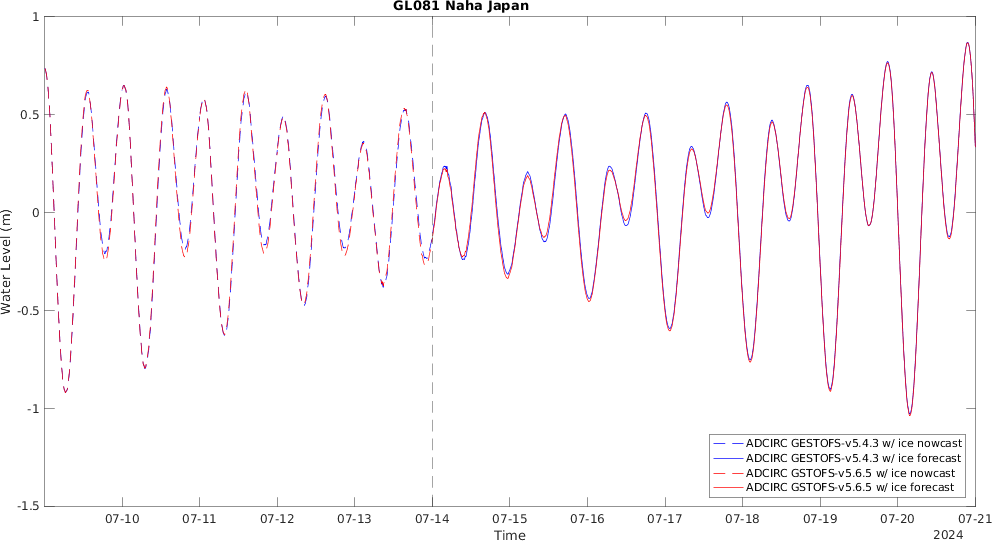 GL081 Naha Japan
1
0.5
0
-0.5
-1
-1.5
Water Level (m)
ADCIRC GESTOFS-v5.4.3 w/ ice nowcast
ADCIRC GESTOFS-v5.4.3 w/ ice forecast
ADCIRC GSTOFS-v5.6.5 w/ ice nowcast
ADCIRC GSTOFS-v5.6.5 w/ ice forecast
07-10 07-11 07-12 07-13 07-14 07-15 07-16 07-17 07-18 07-19 07-20 07-21
Time
2024